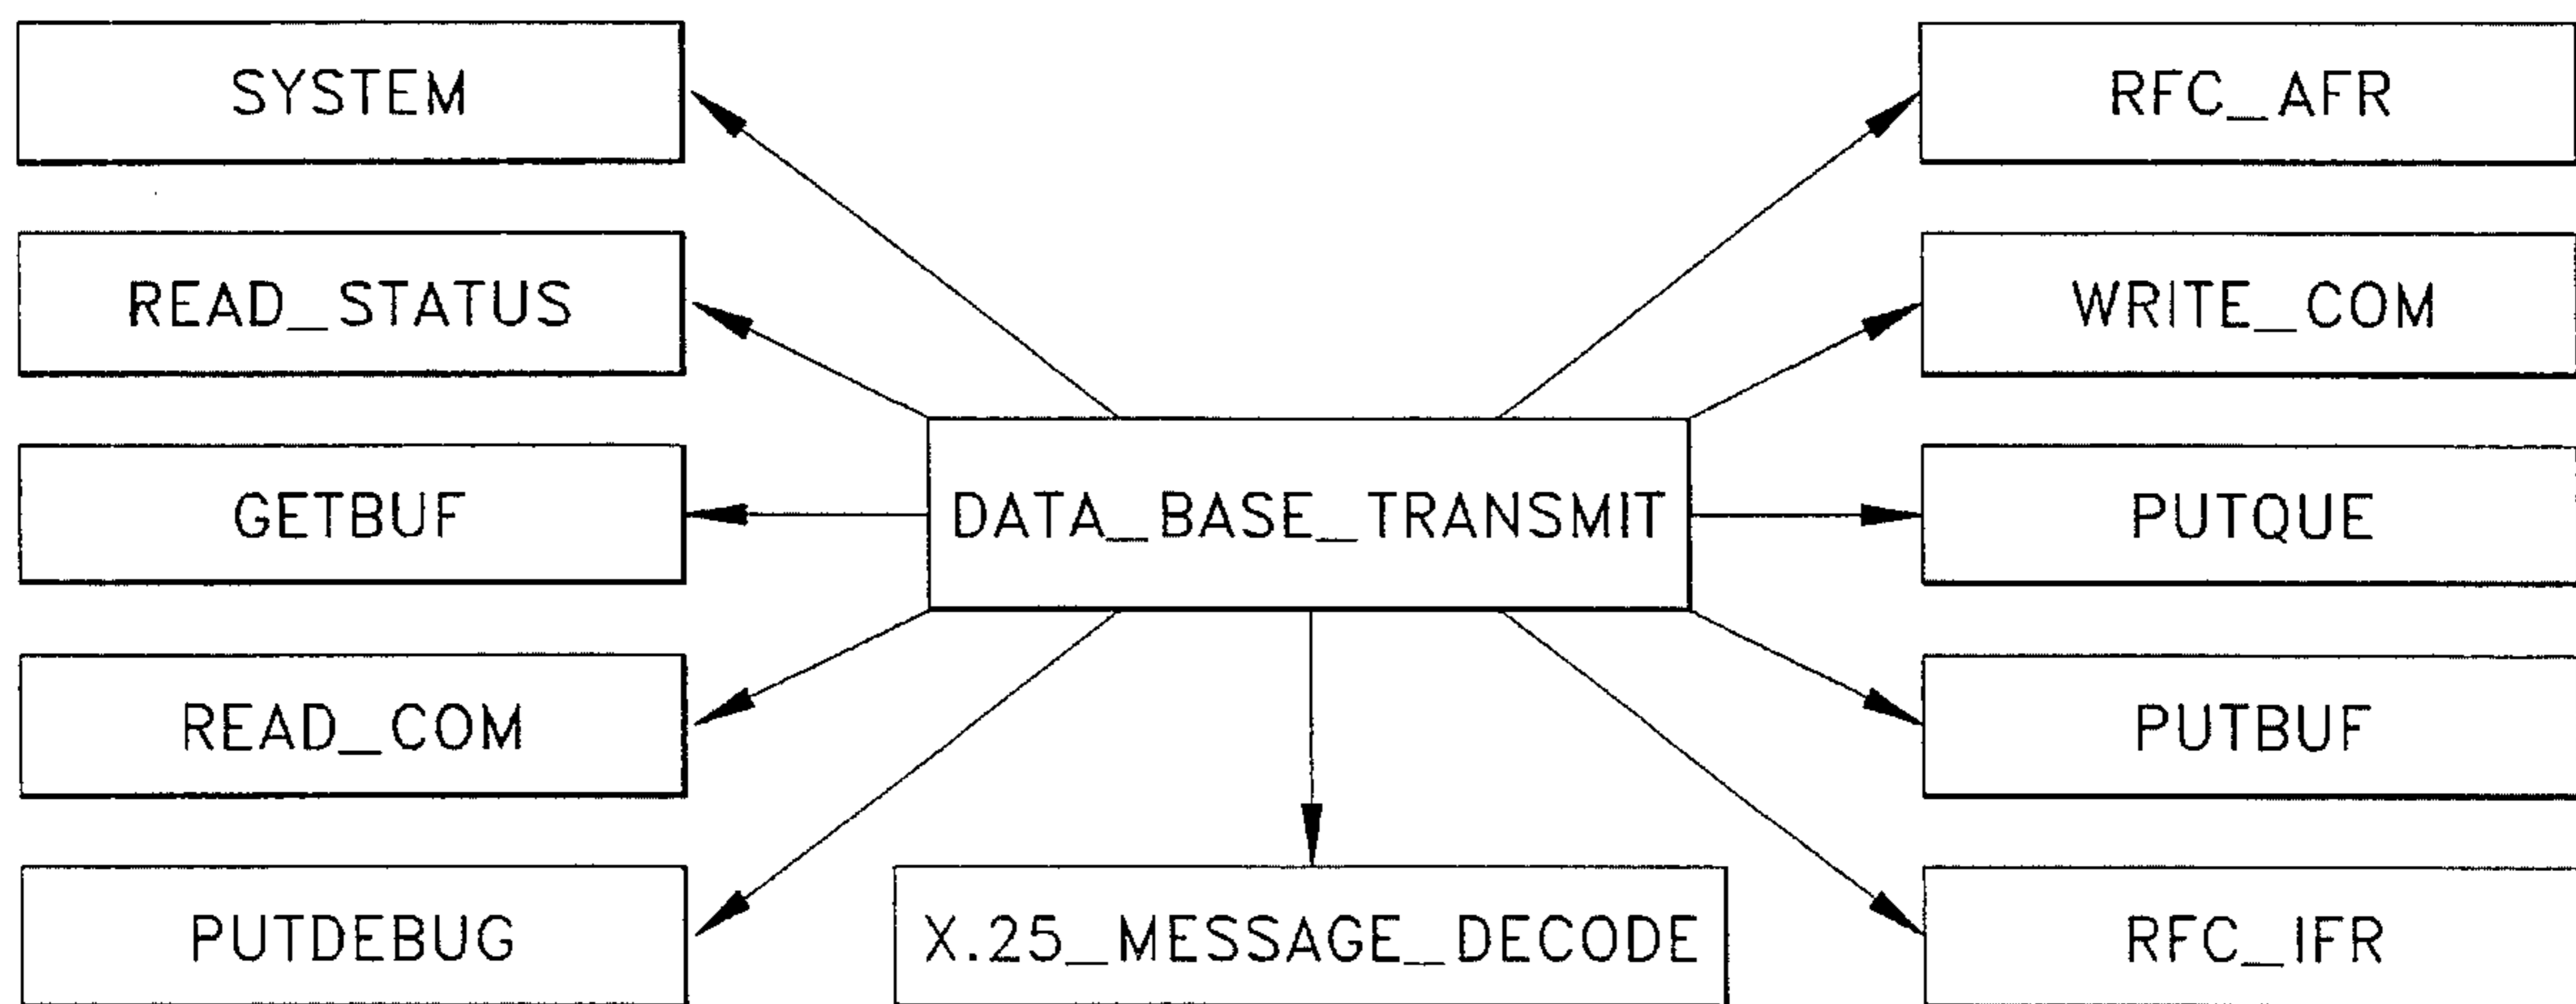 SYSTEM
RFC_AFR
READ_STATUS
WRITE_COM
GETBUF
DATA_BASE_TRANSMIT
PUTQUE
READ_COM
PUTBUF
PUTDEBUG
X.25_MESSAGE_DECODE
RFC_IFR